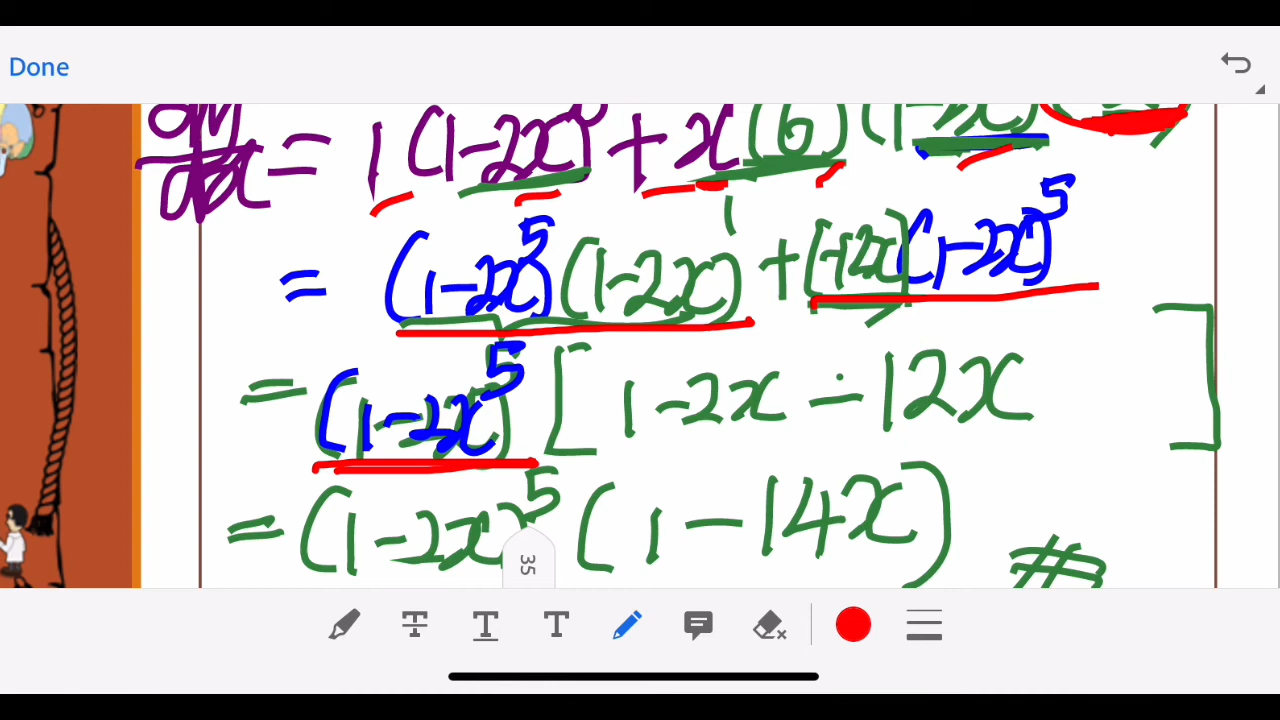 Done
dy/dx = 1(1-2x)⁶ + x(6)(1-2x)
= (1-2x)⁵(1-2x)¹ + (-12x)(1-2x)⁵
= (1-2x)⁵ [1-2x-12x]
= (1-2x)⁵ (1-14x) #
35
T T T